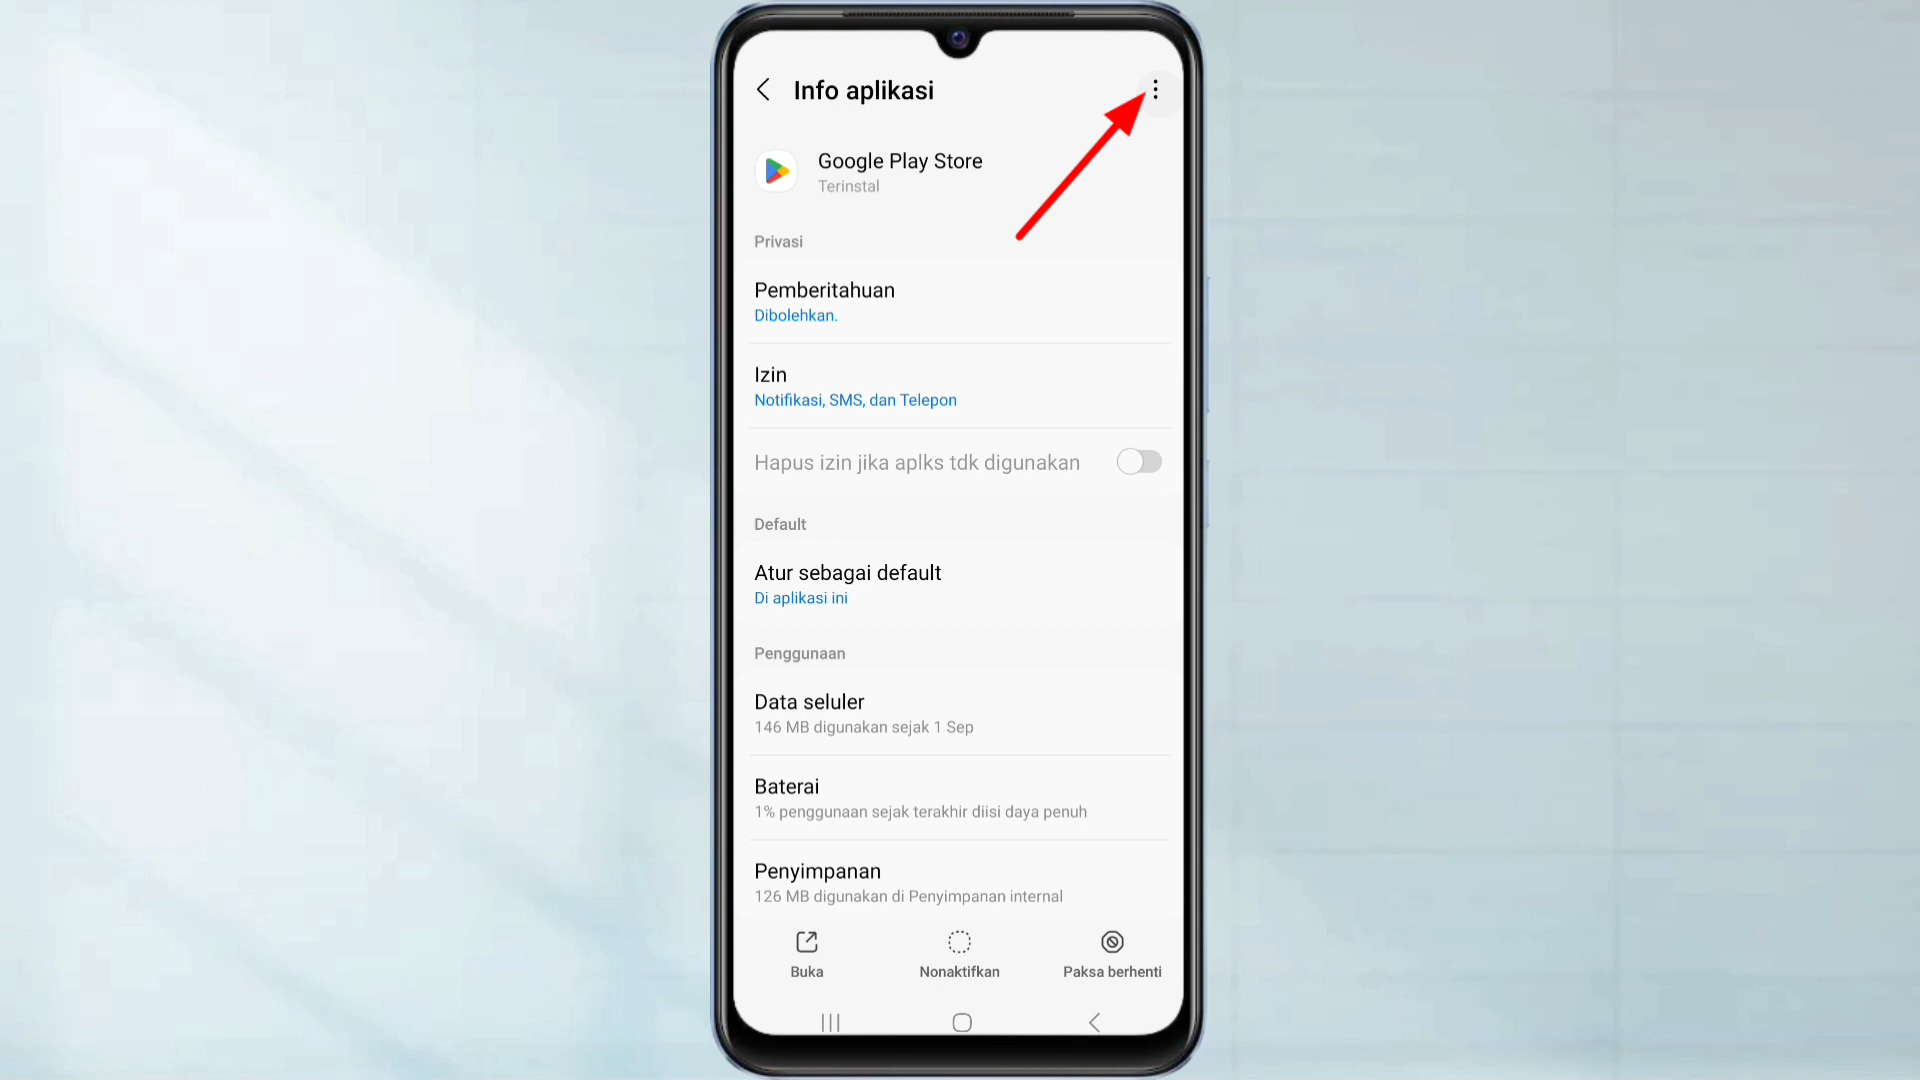 Info aplikasi
Google Play Store
Terinstal
Privasi
Pemberitahuan
Dibolehkan.
Izin
Notifikasi, SMS, dan Telepon
Hapus izin jika aplks tdk digunakan
Default
Atur sebagai default
Di aplikasi ini
Penggunaan
Data seluler
146 MB digunakan sejak 1 Sep
Baterai
1% penggunaan sejak terakhir diisi daya penuh
Penyimpanan
126 MB digunakan di Penyimpanan internal
Buka
Nonaktifkan
Paksa berhenti